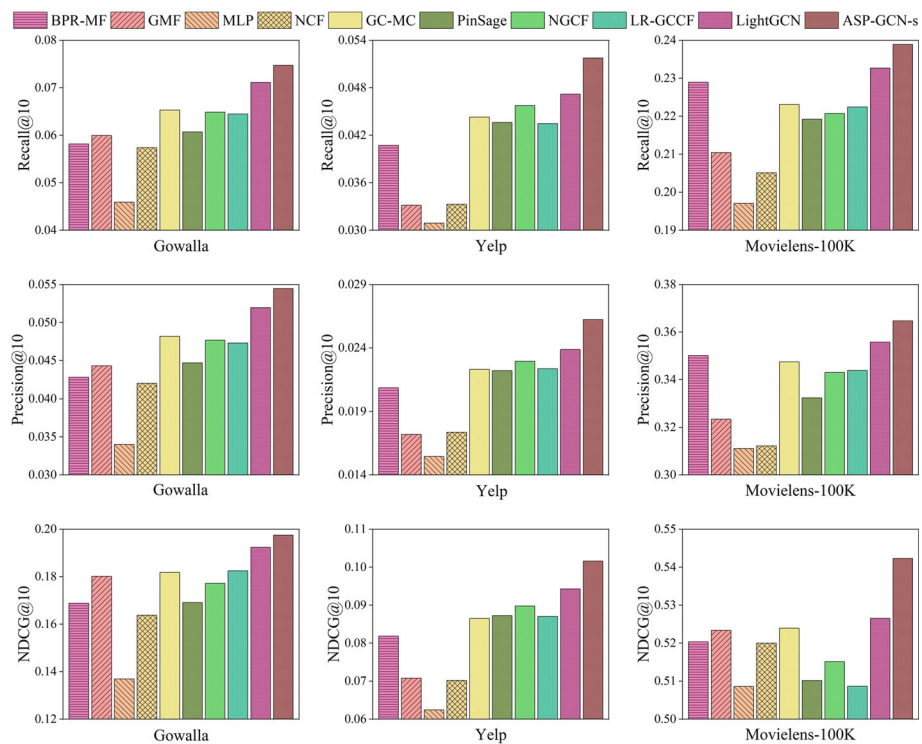 BPR-MF GMF MLP NCF GC-MC PinSage NGCF LR-GCCF LightGCN ASP-GCN-s
Recall@10
0.08
0.07
0.06
0.05
0.04
Gowalla
Recall@10
0.054
0.048
0.042
0.036
0.030
Yelp
Recall@10
0.24
0.23
0.22
0.21
0.20
0.19
Movielens-100K
Precision@10
0.055
0.050
0.045
0.040
0.035
0.030
Gowalla
Precision@10
0.029
0.024
0.019
0.014
Yelp
Precision@10
0.38
0.36
0.34
0.32
0.30
Movielens-100K
NDCG@10
0.20
0.18
0.16
0.14
0.12
Gowalla
NDCG@10
0.11
0.10
0.09
0.08
0.07
0.06
Yelp
NDCG@10
0.55
0.54
0.53
0.52
0.51
0.50
Movielens-100K